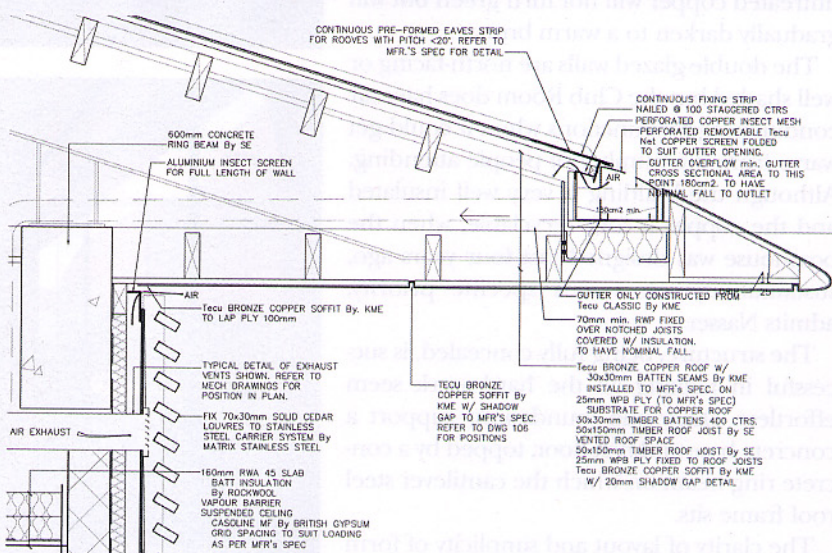 CONTINUOUS PRE-FORMED EAVES STRIP
FOR ROOVES WITH PITCH <20'. REFER TO
MFR.'S SPEC FOR DETAIL
CONTINUOUS FIXING STRIP
NAILED @ 100 STAGGERED CTRS
PERFORATED COPPER INSECT MESH
PERFORATED REMOVEABLE Tecu
Net COPPER SCREEN FOLDED
TO SUIT GUTTER OPENING.
GUTTER OVERFLOW min. GUTTER
CROSS SECTIONAL AREA TO THIS
POINT 180cm2. TO HAVE
NOMINAL FALL TO OUTLET
600mm CONCRETE
RING BEAM By SE
ALUMINIUM INSECT SCREEN
FOR FULL LENGTH OF WALL
AIR
180cm2 min.
25
AIR
Tecu BRONZE COPPER SOFFIT By. KME
TO LAP PLY 100mm
GUTTER ONLY CONSTRUCTED FROM
Tecu CLASSIC By KME
70mm min. RWP FIXED
OVER NOTCHED JOISTS
COVERED W/ INSULATION.
TO HAVE NOMINAL FALL
TYPICAL DETAIL OF EXHAUST
VENTS SHOWN. REFER TO
MECH DRAWINGS FOR
POSITION IN PLAN.
TECU BRONZE
COPPER SOFFIT By
KME W/ SHADOW
GAP TO MFR'S SPEC.
REFER TO DWG 106
FOR POSITIONS
Tecu BRONZE COPPER ROOF W/
30x30mm BATTEN SEAMS By KME
INSTALLED TO MFR's SPEC. ON
25mm WPB PLY (TO MFR's SPEC)
SUBSTRATE FOR COPPER ROOF
30x30mm TIMBER BATTENS 400 CTRS.
50x150mm TIMBER ROOF JOIST By SE
VENTED ROOF SPACE
50x150mm TIMBER ROOF JOIST By SE
25mm WPB PLY FIXED TO ROOF JOISTS
Tecu BRONZE COPPER SOFFIT By KME
W/ 20mm SHADOW GAP DETAIL
FIX 70x30mm SOLID CEDAR
LOUVRES TO STAINLESS
STEEL CARRIER SYSTEM By
MATRIX STAINLESS STEEL
AIR EXHAUST
160mm RWA 45 SLAB
BATT INSULATION
By ROCKWOOL
VAPOUR BARRIER
SUSPENDED CEILING
CASOLINE MF By BRITISH GYPSUM
GRID SPACING TO SUIT LOADING
AS PER MFR's SPEC